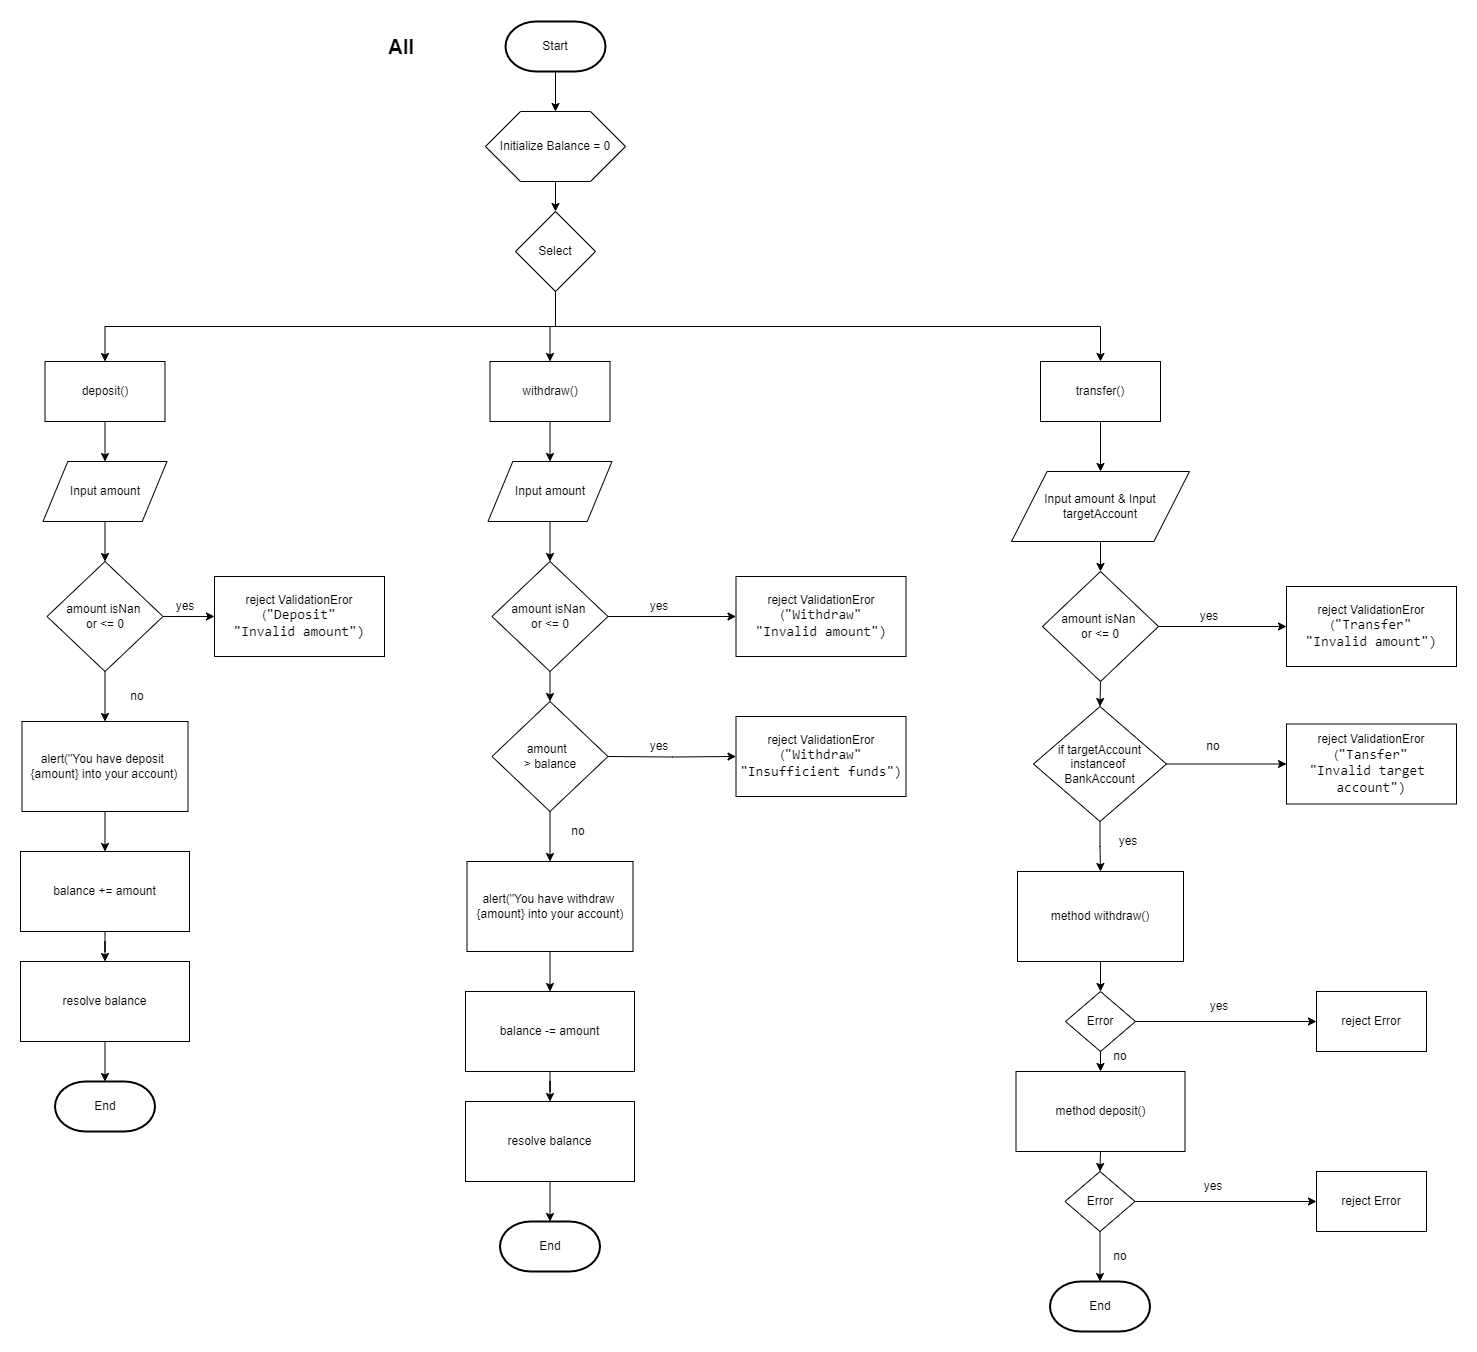 All
Start
Initialize Balance = 0
Select
deposit()
withdraw()
transfer()
Input amount
Input amount
Input amount & Input
targetAccount
amount isNan
or <= 0
yes
reject ValidationEror
("Deposit"
"Invalid amount")
no
alert("You have deposit
{amount} into your account)
balance += amount
resolve balance
End
amount isNan
or <= 0
yes
reject ValidationEror
("Withdraw"
"Invalid amount")
amount
> balance
yes
reject ValidationEror
("Withdraw"
"Insufficient funds")
no
alert("You have withdraw
{amount} into your account)
balance -= amount
resolve balance
End
amount isNan
or <= 0
yes
reject ValidationEror
("Transfer"
"Invalid amount")
if targetAccount
instanceof
BankAccount
no
reject ValidationEror
("Tansfer"
"Invalid target
account")
yes
method withdraw()
Error
yes
reject Error
no
method deposit()
Error
yes
reject Error
no
End